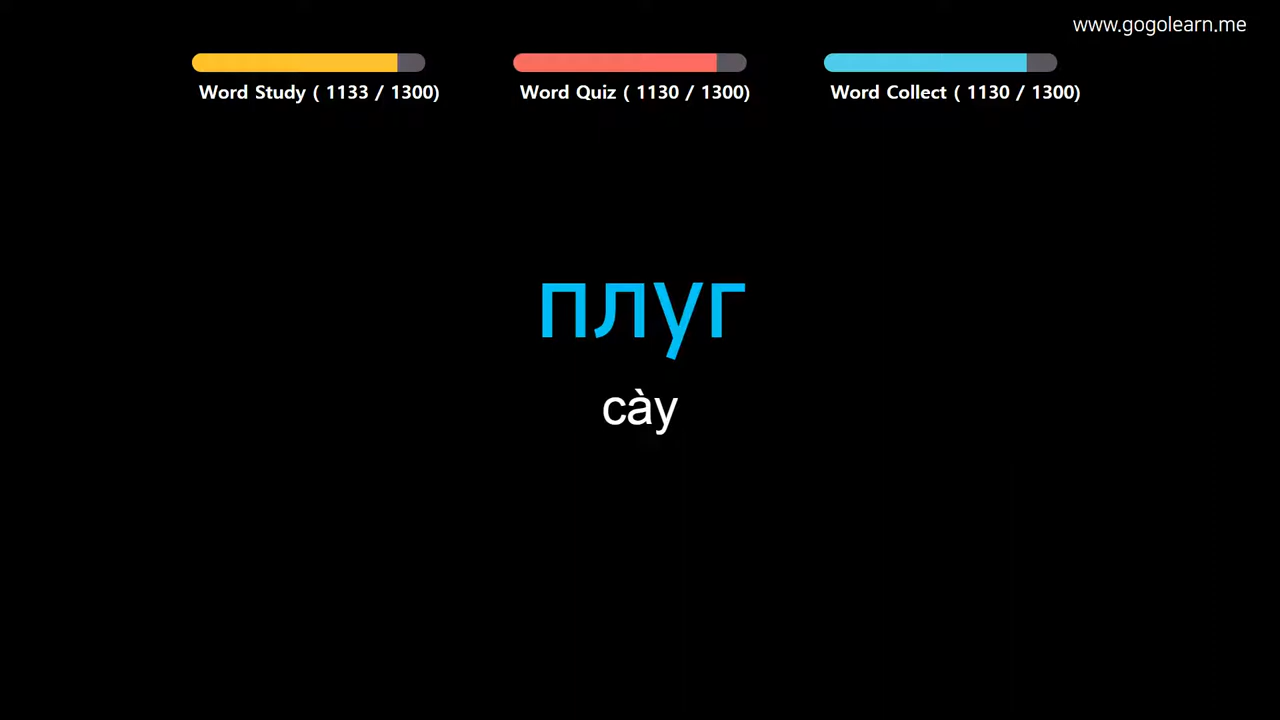 www.gogolearn.me
Word Study ( 1133 / 1300)
Word Quiz ( 1130 / 1300)
Word Collect ( 1130 / 1300)
плуг
cày